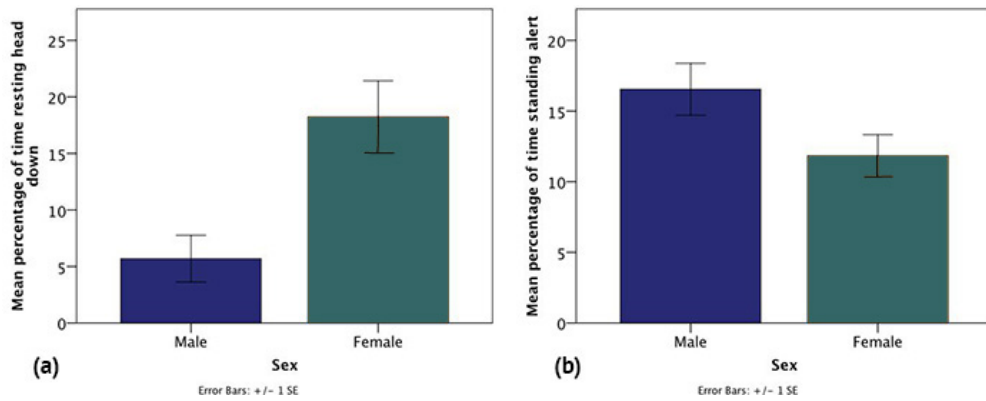 Mean percentage of time resting head
down
25
20
15
10
5
0
Male
Female
Sex
(a)
Error Bars: +/- 1 SE
Mean percentage of time standing alert
20
15
10
5
0
Male
Female
Sex
(b)
Error Bars: +/- 1 SE